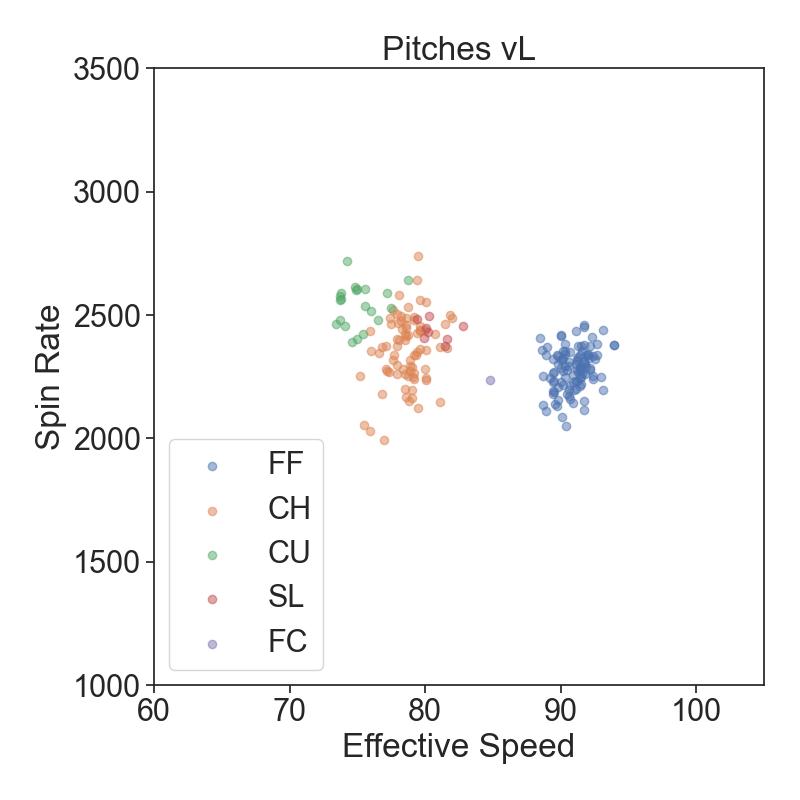 Pitches vL
3500
3000
2500
2000
1500
1000
Spin Rate
FF
CH
CU
SL
FC
60 70 80 90 100
Effective Speed